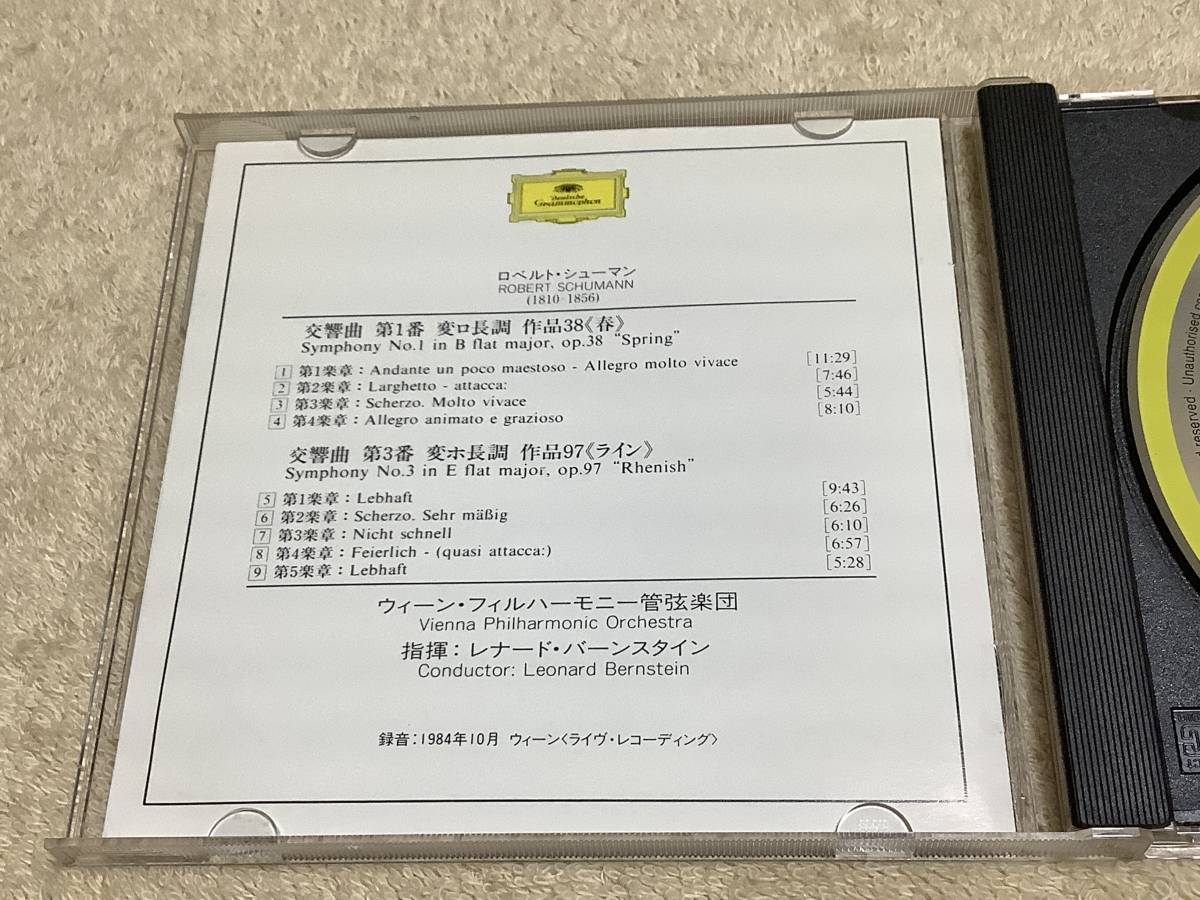 Deutsche
Grammophon
ロベルト・シューマン
ROBERT SCHUMANN
(1810-1856)
交響曲 第1番 変ロ長調 作品38《春》
Symphony No.1 in B flat major, op.38 "Spring"
1 第1楽章：Andante un poco maestoso - Allegro molto vivace [11:29]
2 第2楽章：Larghetto - attacca: [7:46]
3 第3楽章：Scherzo. Molto vivace [5:44]
4 第4楽章：Allegro animato e grazioso [8:10]
交響曲 第3番 変ホ長調 作品97《ライン》
Symphony No.3 in E flat major, op.97 "Rhenish"
5 第1楽章：Lebhaft [9:43]
6 第2楽章：Scherzo. Sehr mäßig [6:26]
7 第3楽章：Nicht schnell [6:10]
8 第4楽章：Feierlich - (quasi attacca:) [6:57]
9 第5楽章：Lebhaft [5:28]
ウィーン・フィルハーモニー管弦楽団
Vienna Philharmonic Orchestra
指揮：レナード・バーンスタイン
Conductor: Leonard Bernstein
録音：1984年10月 ウィーン〈ライヴ・レコーディング〉
reserved · Unauthorised